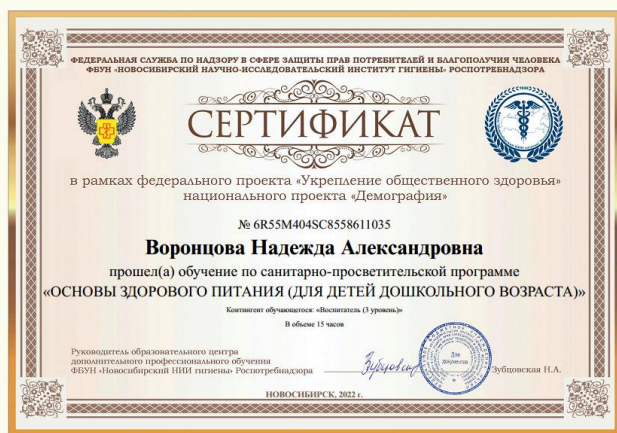 ФЕДЕРАЛЬНАЯ СЛУЖБА ПО НАДЗОРУ В СФЕРЕ ЗАЩИТЫ ПРАВ ПОТРЕБИТЕЛЕЙ И БЛАГОПОЛУЧИЯ ЧЕЛОВЕКА
ФБУН «НОВОСИБИРСКИЙ НАУЧНО-ИССЛЕДОВАТЕЛЬСКИЙ ИНСТИТУТ ГИГИЕНЫ» РОСПОТРЕБНАДЗОРА
СЕРТИФИКАТ
в рамках федерального проекта «Укрепление общественного здоровья»
национального проекта «Демография»
№ 6R55M404SC8558611035
Воронцова Надежда Александровна
прошел(а) обучение по санитарно-просветительской программе
«ОСНОВЫ ЗДОРОВОГО ПИТАНИЯ (ДЛЯ ДЕТЕЙ ДОШКОЛЬНОГО ВОЗРАСТА)»
Контингент обучающегося: «Воспитатель (3 уровень)»
В объеме 15 часов
Руководитель образовательного центра
дополнительного профессионального обучения
ФБУН «Новосибирский НИИ гигиены» Роспотребнадзора
Для
документов
Зубцовская Н.А.
НОВОСИБИРСК, 2022 г.